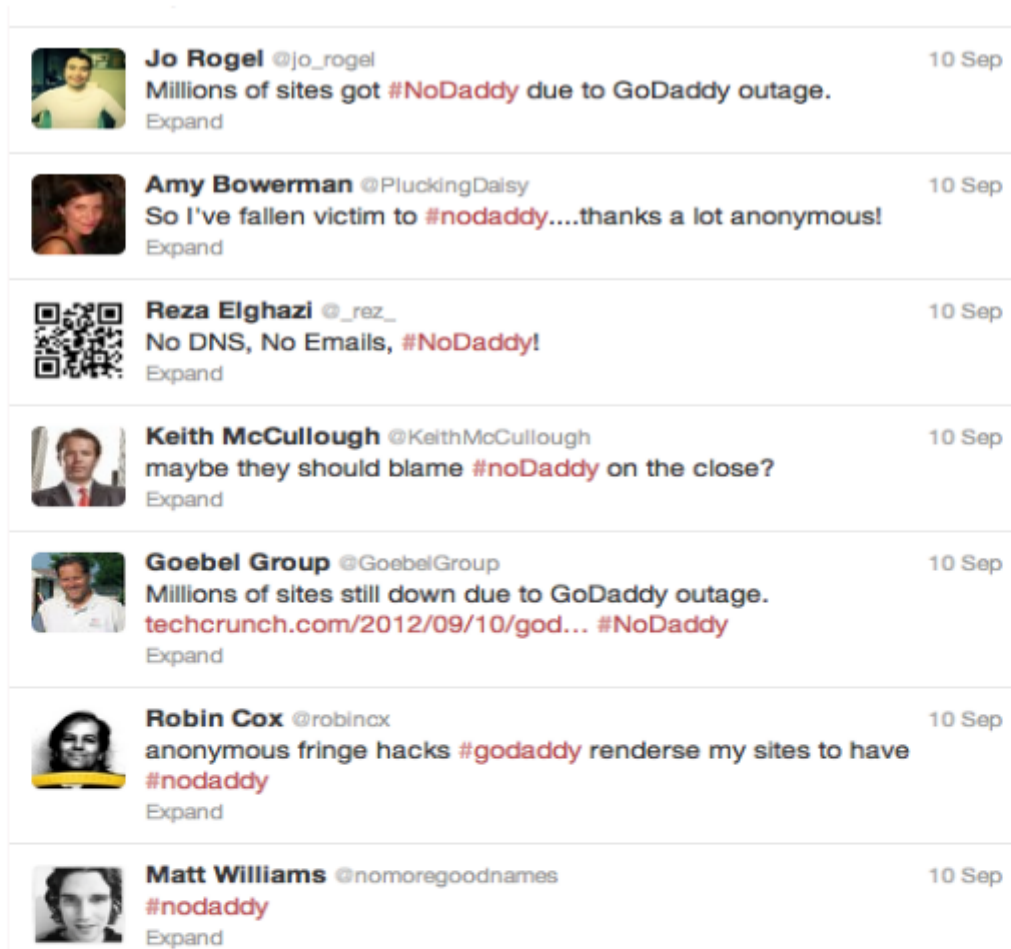 Jo Rogel @jo_rogel 10 Sep
Millions of sites got #NoDaddy due to GoDaddy outage.
Expand
Amy Bowerman @PluckingDaisy 10 Sep
So I've fallen victim to #nodaddy....thanks a lot anonymous!
Expand
Reza Elghazi @_rez_ 10 Sep
No DNS, No Emails, #NoDaddy!
Expand
Keith McCullough @KeithMcCullough 10 Sep
maybe they should blame #noDaddy on the close?
Expand
Goebel Group @GoebelGroup 10 Sep
Millions of sites still down due to GoDaddy outage.
techcrunch.com/2012/09/10/god... #NoDaddy
Expand
Robin Cox @robincx 10 Sep
anonymous fringe hacks #godaddy renderse my sites to have
#nodaddy
Expand
Matt Williams @nomoregoodnames 10 Sep
#nodaddy
Expand